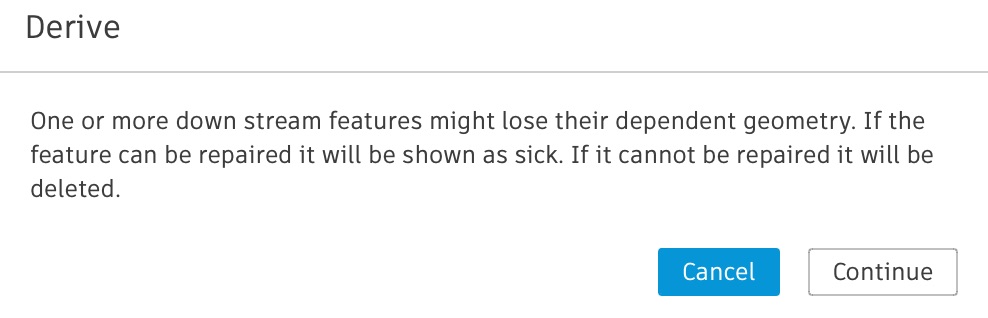 Derive
One or more down stream features might lose their dependent geometry. If the
feature can be repaired it will be shown as sick. If it cannot be repaired it will be
deleted.
Cancel
Continue